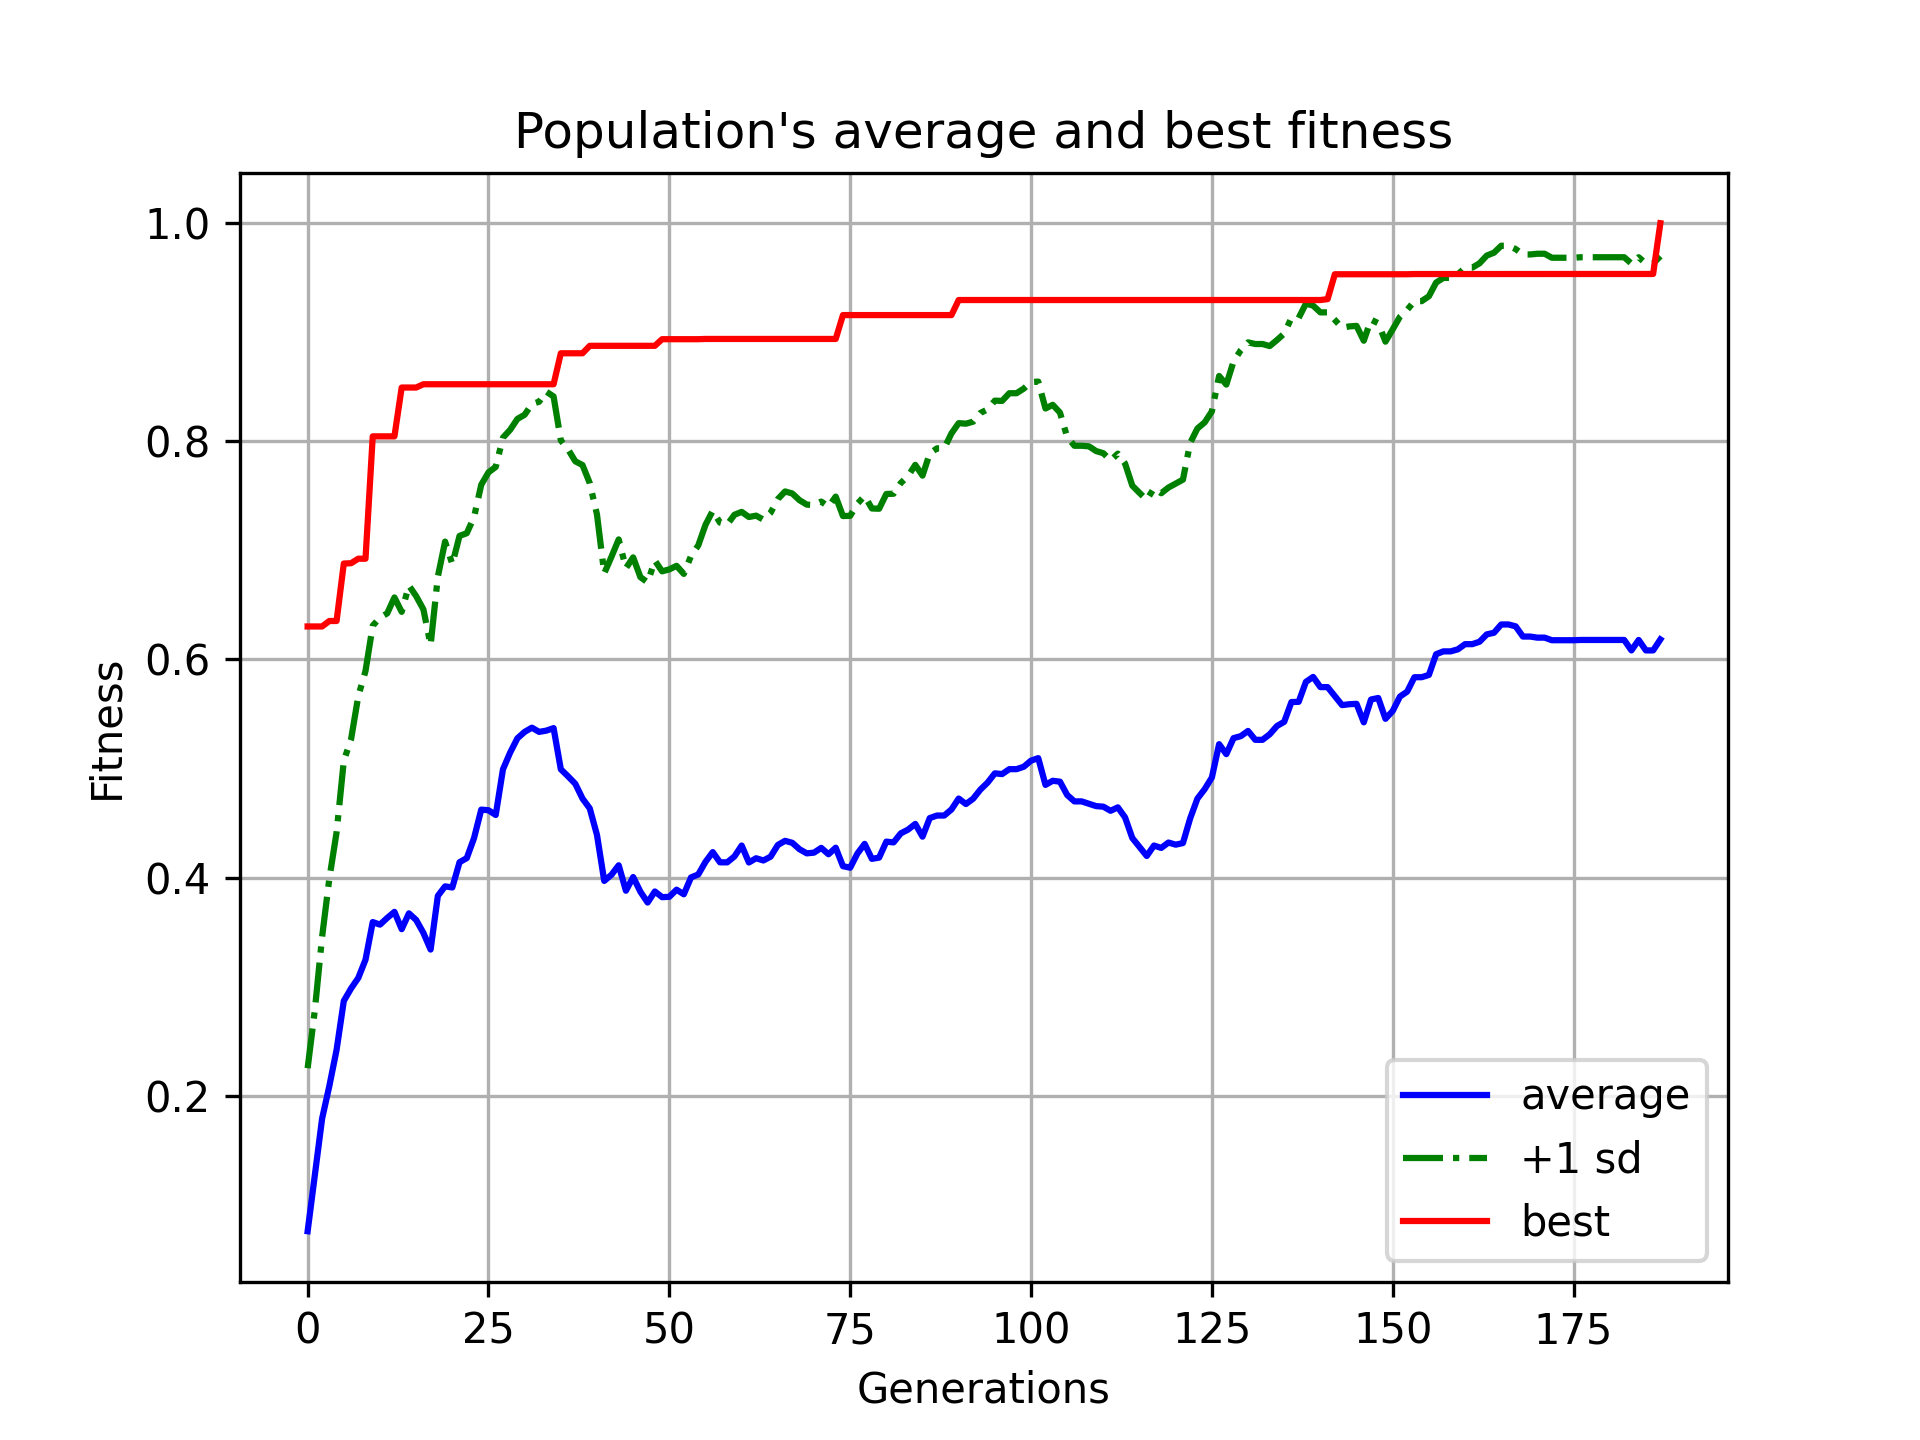 Population's average and best fitness
1.0
0.8
0.6
0.4
0.2
Fitness
average
+1 sd
best
0 25 50 75 100 125 150 175
Generations